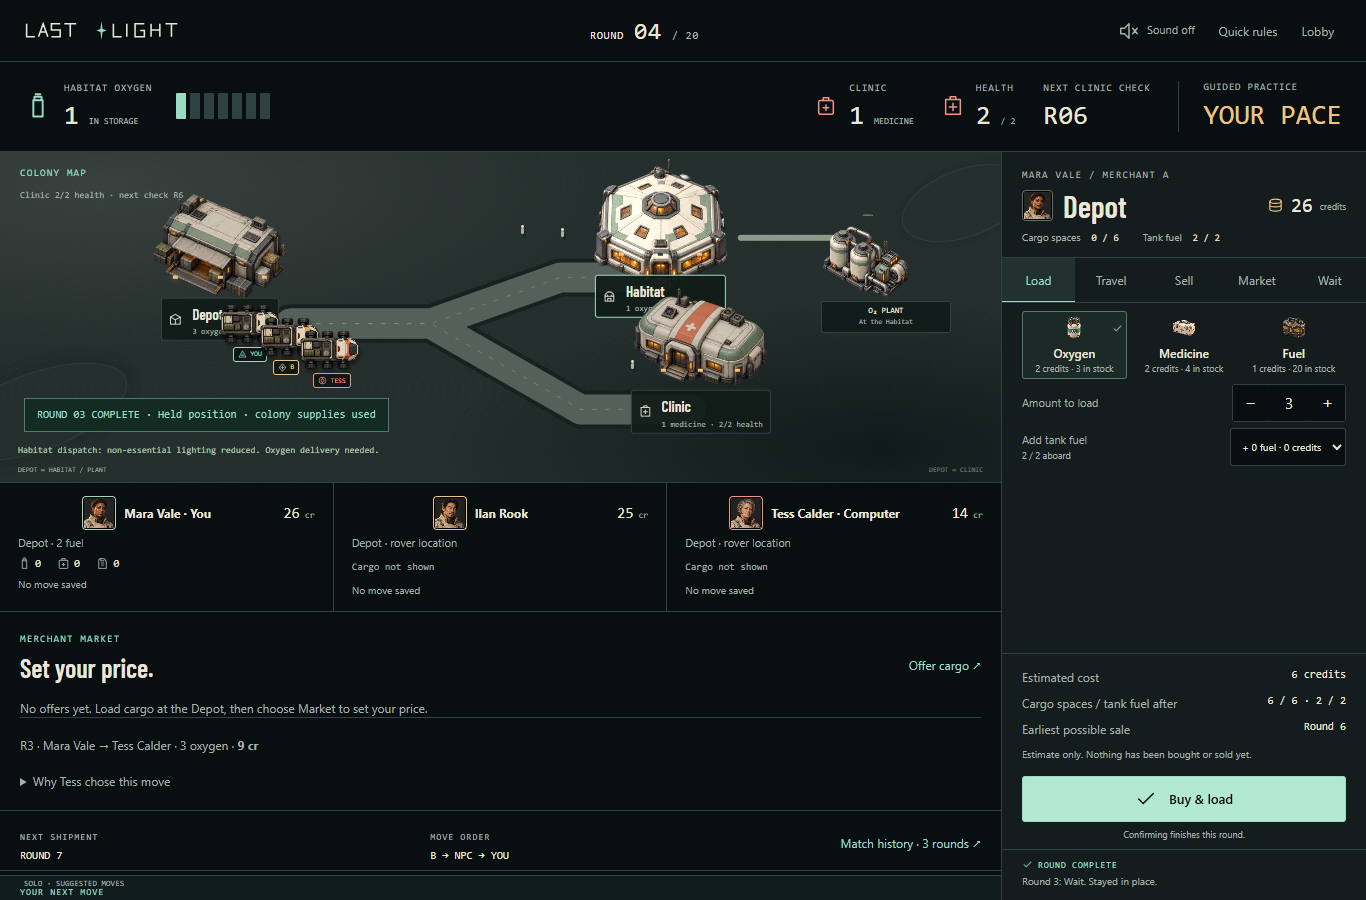 LAST LIGHT
ROUND 04 / 20
Sound off
Quick rules
Lobby
HABITAT OXYGEN
1 IN STORAGE
CLINIC
1 MEDICINE
HEALTH
2 / 2
NEXT CLINIC CHECK
R06
GUIDED PRACTICE
YOUR PACE
COLONY MAP
Clinic 2/2 health · next check R6
Habitat
1 oxyg
Depo
3 oxyg
O₂ PLANT
At the Habitat
YOU
B
TESS
Clinic
1 medicine · 2/2 health
ROUND 03 COMPLETE · Held position · colony supplies used
Habitat dispatch: non-essential lighting reduced. Oxygen delivery needed.
DEPOT ↔ HABITAT / PLANT
DEPOT ↔ CLINIC
Mara Vale · You
26 cr
Depot · 2 fuel
0 0 0
No move saved
Ilan Rook
25 cr
Depot · rover location
Cargo not shown
No move saved
Tess Calder · Computer
14 cr
Depot · rover location
Cargo not shown
No move saved
MERCHANT MARKET
Set your price.
Offer cargo ↗
No offers yet. Load cargo at the Depot, then choose Market to set your price.
R3 · Mara Vale → Tess Calder · 3 oxygen · 9 cr
Why Tess chose this move
NEXT SHIPMENT
ROUND 7
MOVE ORDER
B → NPC → YOU
Match history · 3 rounds ↗
SOLO · SUGGESTED MOVES
YOUR NEXT MOVE
MARA VALE / MERCHANT A
Depot
26 credits
Cargo spaces 0 / 6
Tank fuel 2 / 2
Load
Travel
Sell
Market
Wait
Oxygen
2 credits · 3 in stock
Medicine
2 credits · 4 in stock
Fuel
1 credits · 20 in stock
Amount to load
− 3 +
Add tank fuel
2 / 2 aboard
+ 0 fuel · 0 credits
Estimated cost
6 credits
Cargo spaces / tank fuel after
6 / 6 · 2 / 2
Earliest possible sale
Round 6
Estimate only. Nothing has been bought or sold yet.
Buy & load
Confirming finishes this round.
ROUND COMPLETE
Round 3: Wait. Stayed in place.